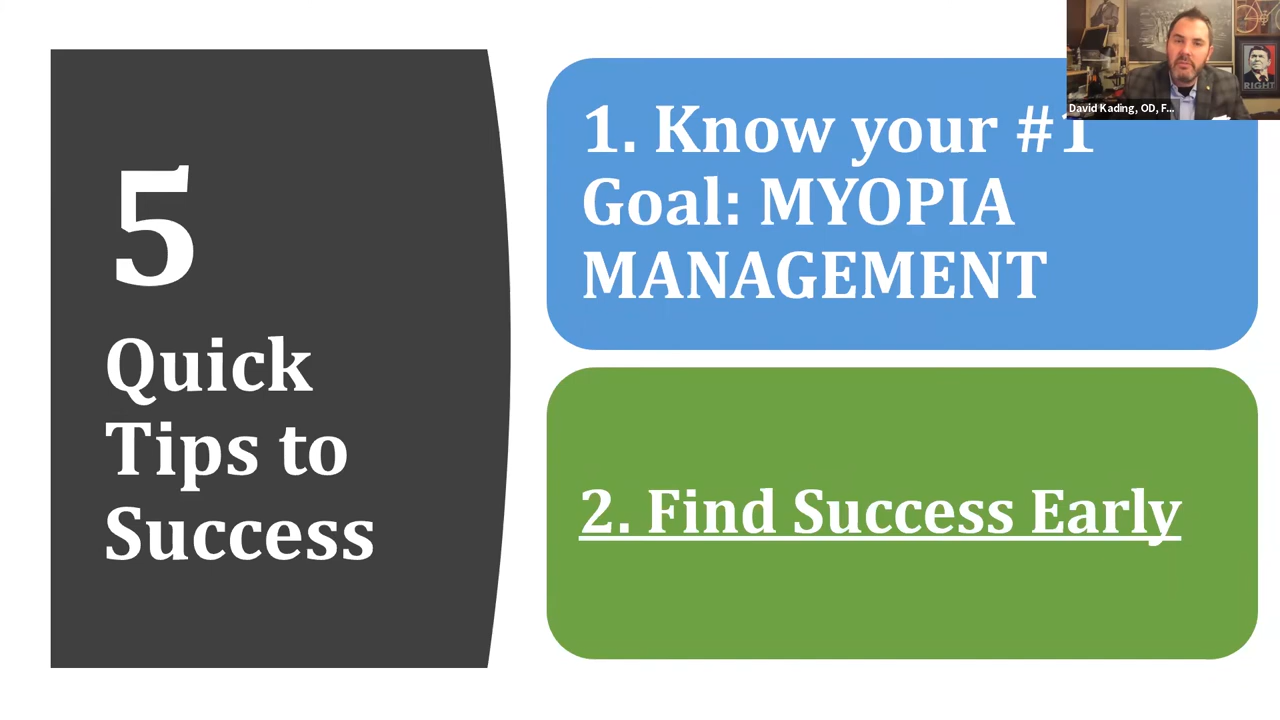 5
Quick
Tips to
Success
1. Know your #1
Goal: MYOPIA
MANAGEMENT
2. Find Success Early
David Kading, OD, F...
RIGHT